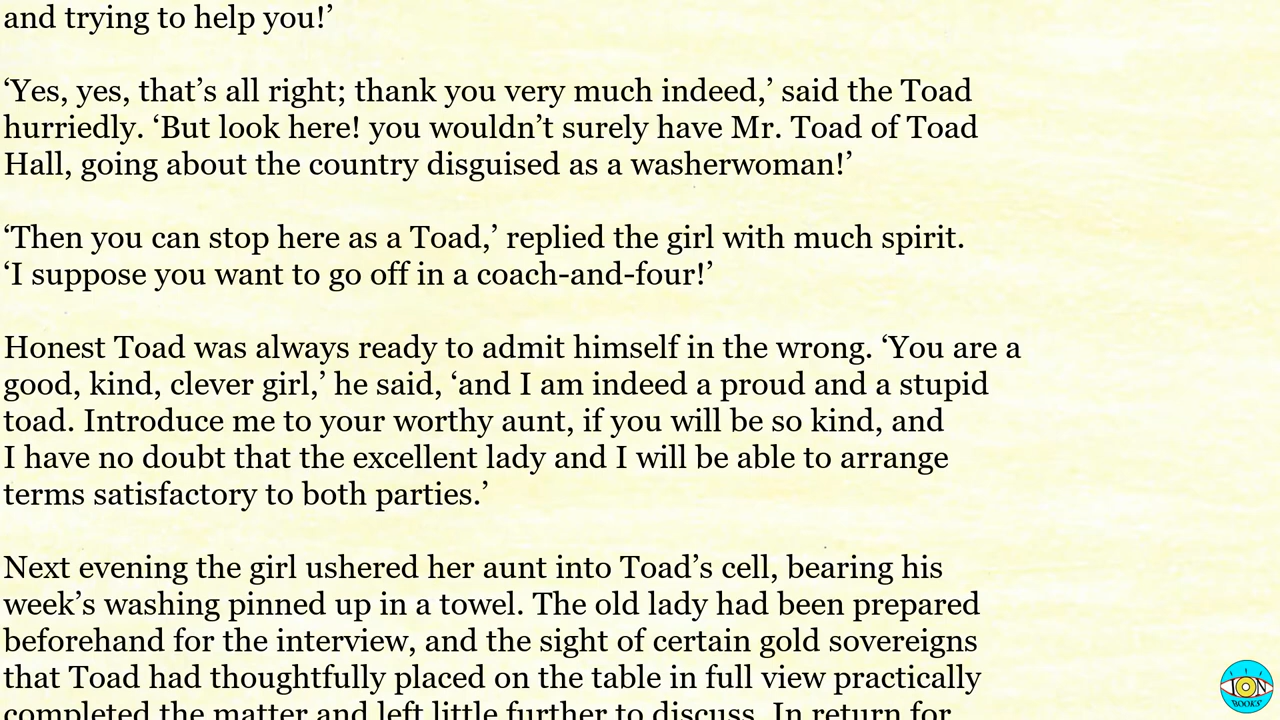 and trying to help you!’
‘Yes, yes, that’s all right; thank you very much indeed,’ said the Toad
hurriedly. ‘But look here! you wouldn’t surely have Mr. Toad of Toad
Hall, going about the country disguised as a washerwoman!’
‘Then you can stop here as a Toad,’ replied the girl with much spirit.
‘I suppose you want to go off in a coach-and-four!’
Honest Toad was always ready to admit himself in the wrong. ‘You are a
good, kind, clever girl,’ he said, ‘and I am indeed a proud and a stupid
toad. Introduce me to your worthy aunt, if you will be so kind, and
I have no doubt that the excellent lady and I will be able to arrange
terms satisfactory to both parties.’
Next evening the girl ushered her aunt into Toad’s cell, bearing his
week’s washing pinned up in a towel. The old lady had been prepared
beforehand for the interview, and the sight of certain gold sovereigns
that Toad had thoughtfully placed on the table in full view practically
completed the matter and left little further to discuss. In return for
ION
BOOKS